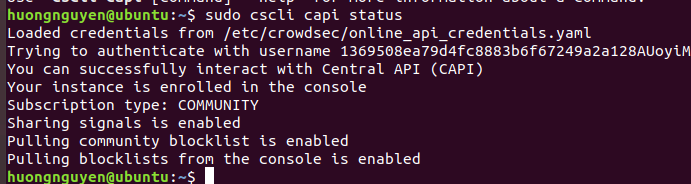 huongnguyen@ubuntu:~$ sudo cscli capi status
Loaded credentials from /etc/crowdsec/online_api_credentials.yaml
Trying to authenticate with username 1369508ea79d4fc8883b6f67249a2a128AUoyiM
You can successfully interact with Central API (CAPI)
Your instance is enrolled in the console
Subscription type: COMMUNITY
Sharing signals is enabled
Pulling community blocklist is enabled
Pulling blocklists from the console is enabled
huongnguyen@ubuntu:~$